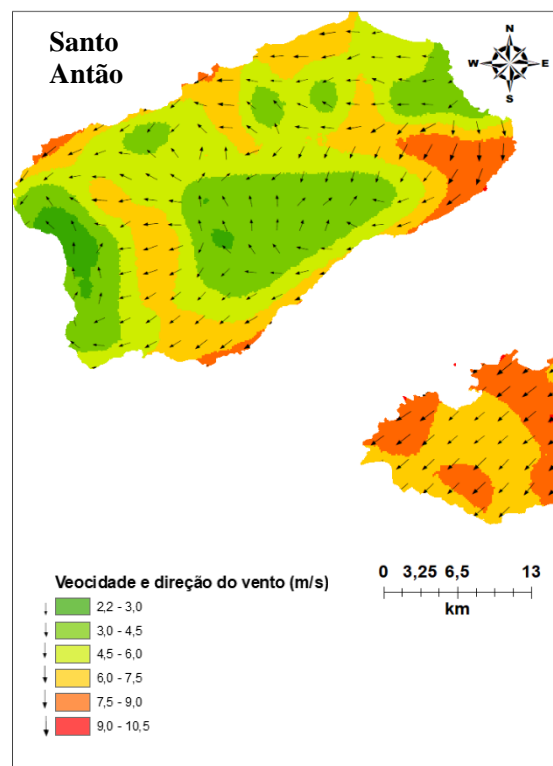 Santo
Antão
N
W E
S
0 3,25 6,5 13
km
Veocidade e direção do vento (m/s)
2,2 - 3,0
3,0 - 4,5
4,5 - 6,0
6,0 - 7,5
7,5 - 9,0
9,0 - 10,5